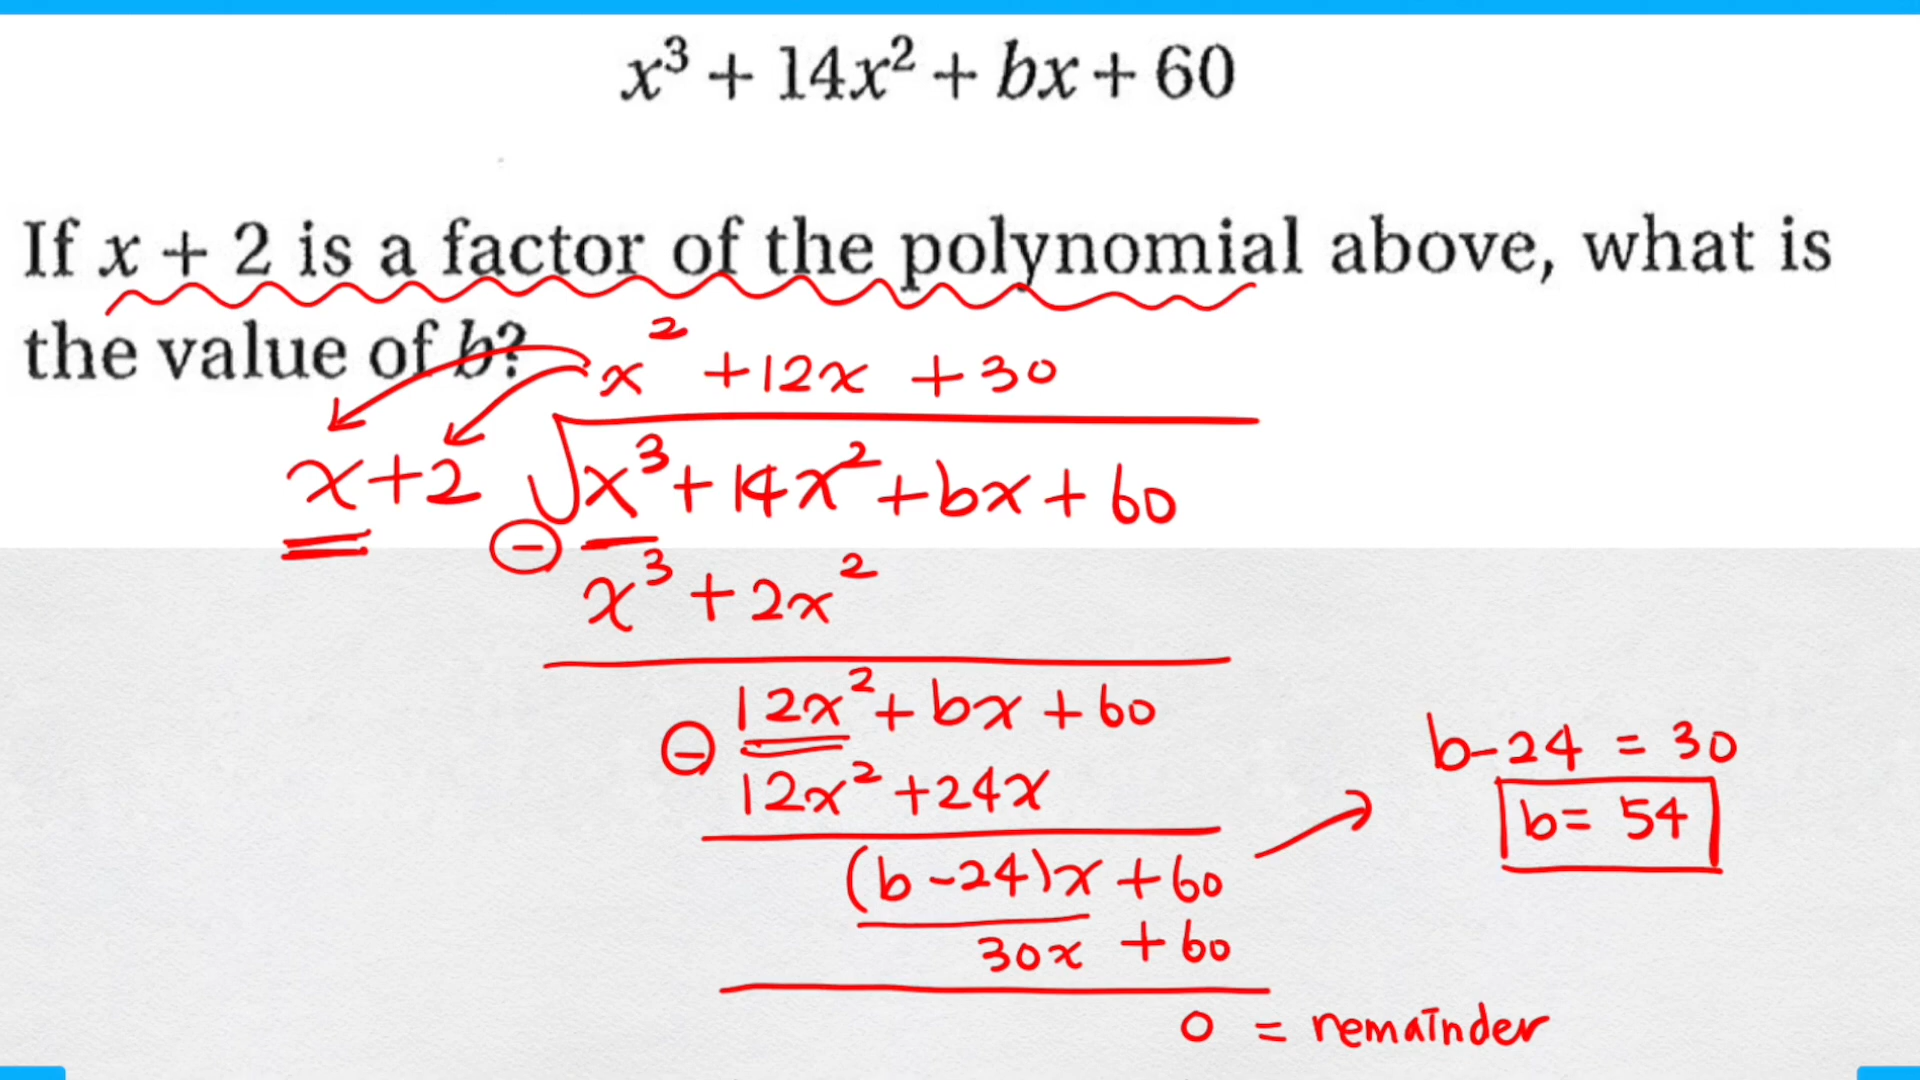 x³ + 14x² + bx + 60
If x + 2 is a factor of the polynomial above, what is
the value of b?
x² +12x +30
x+2 √x³+14x²+bx+60
− x³+2x²
12x²+bx+60
− 12x²+24x
(b-24)x+60
30x +60
0 = remainder
b-24 = 30
b= 54